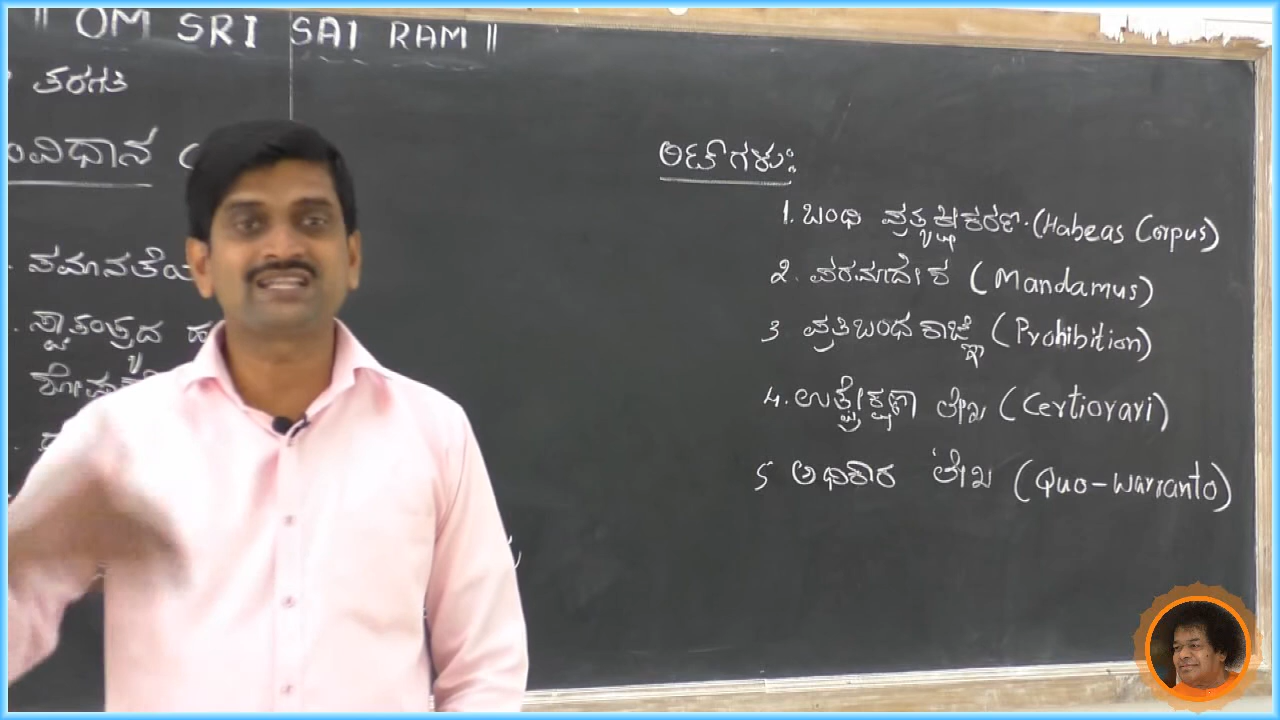 || OM SRI SAI RAM ||
ತರಗತಿ
ಂವಿಧಾನ
ಸಮಾನತೆಯ
ಸ್ವಾತಂತ್ರ್ಯದ ಹ
ರಿಟ್‌ಗಳು:
1. ಬಂಧಿ ಪ್ರತ್ಯಕ್ಷೀಕರಣ. (Habeas Corpus)
2. ಪರಮಾದೇಶ (Mandamus)
3 ಪ್ರತಿಬಂಧಕಾಜ್ಞೆ (Prohibition)
4. ಉತ್ಪ್ರೇಕ್ಷಣಾ ಲೇಖ (Certiorari)
5 ಅಧಿಕಾರ ಲೇಖ (Quo-warranto)